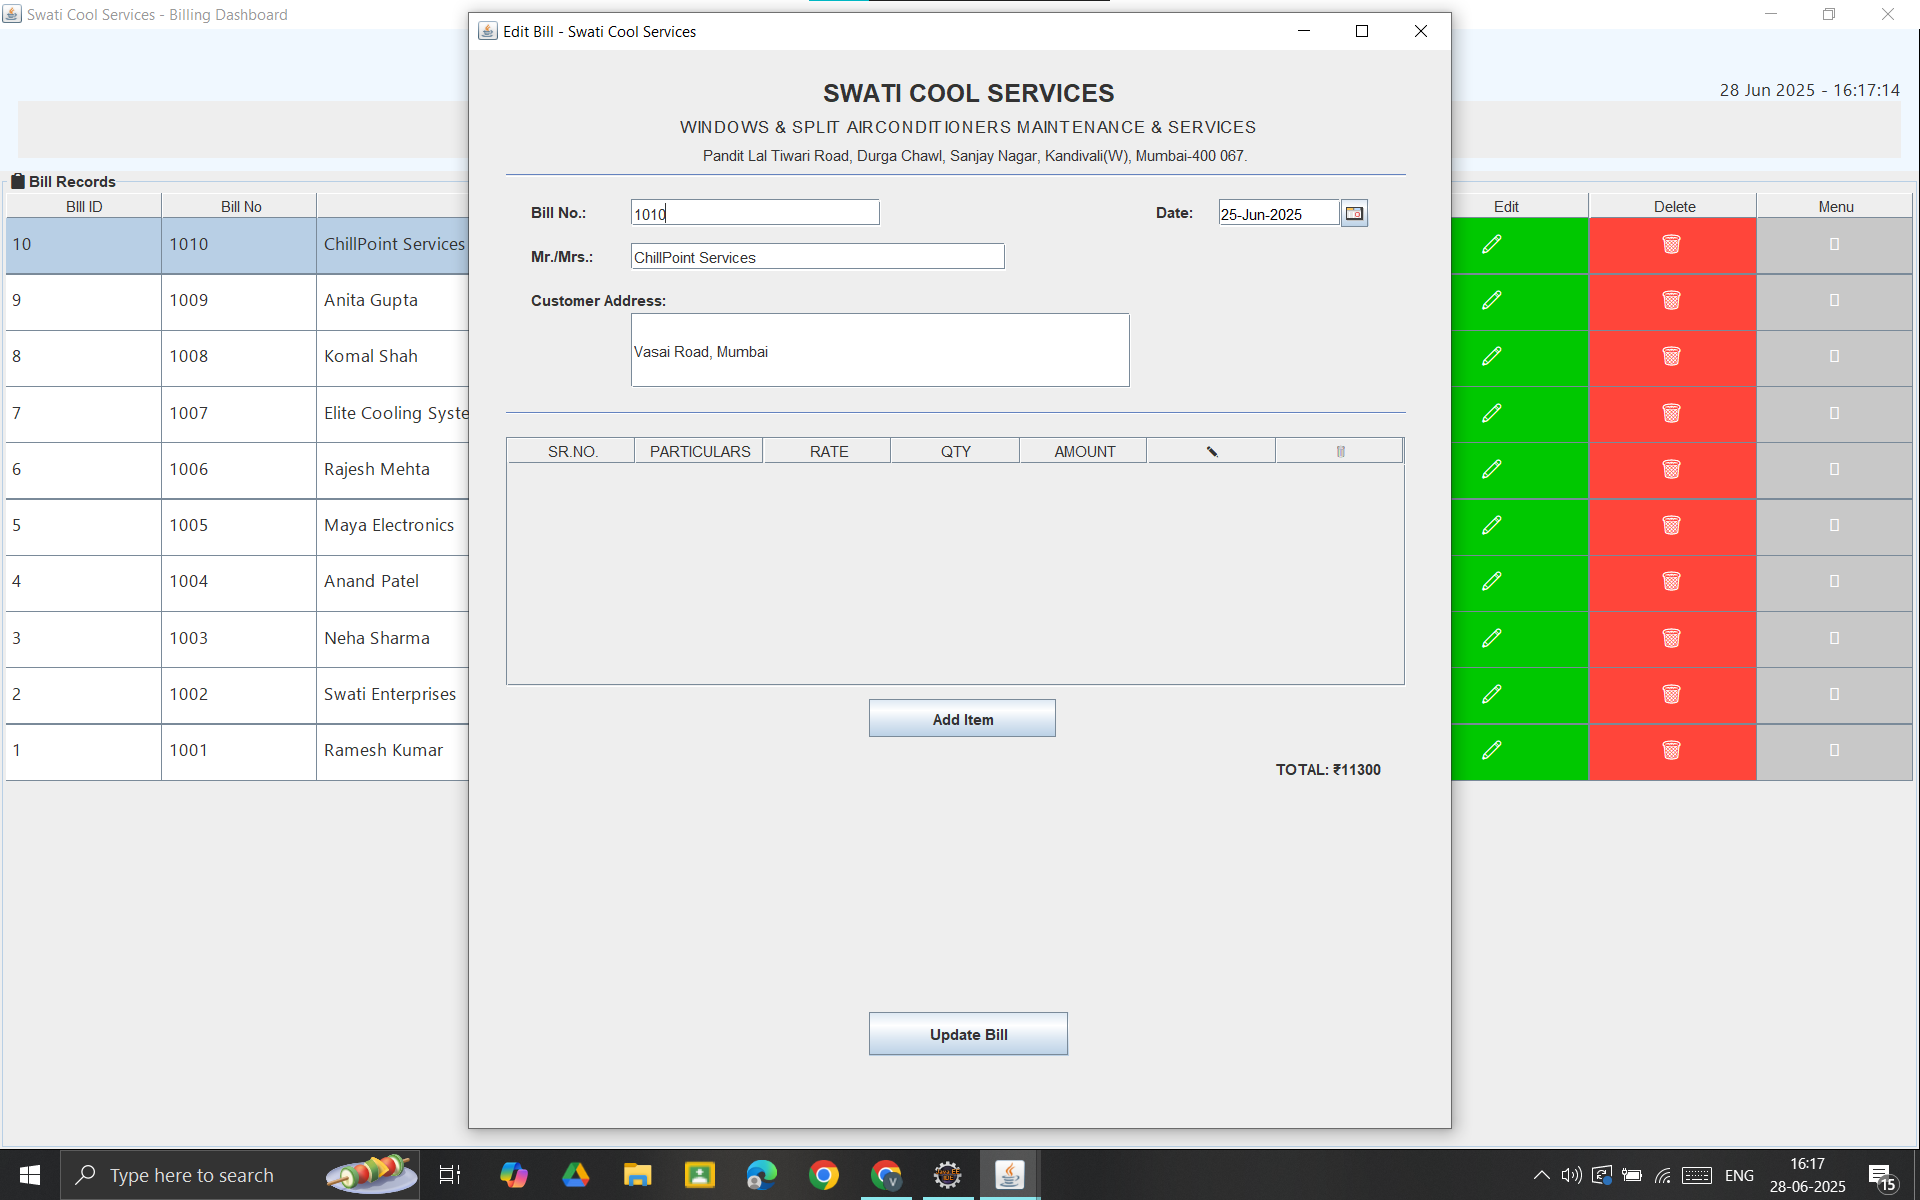 Swati Cool Services - Billing Dashboard
Edit Bill - Swati Cool Services
28 Jun 2025 - 16:17:14
SWATI COOL SERVICES
WINDOWS & SPLIT AIRCONDITIONERS MAINTENANCE & SERVICES
Pandit Lal Tiwari Road, Durga Chawl, Sanjay Nagar, Kandivali(W), Mumbai-400 067.
Bill No.: 1010 Date: 25-Jun-2025
Mr./Mrs.: ChillPoint Services
Customer Address:
Vasai Road, Mumbai
SR.NO. PARTICULARS RATE QTY AMOUNT
Add Item
TOTAL: ₹11300
Update Bill
Bill Records
Bill ID Bill No Edit Delete Menu
10 1010 ChillPoint Services
9 1009 Anita Gupta
8 1008 Komal Shah
7 1007 Elite Cooling Syste
6 1006 Rajesh Mehta
5 1005 Maya Electronics
4 1004 Anand Patel
3 1003 Neha Sharma
2 1002 Swati Enterprises
1 1001 Ramesh Kumar
Type here to search
ENG
16:17
28-06-2025
15